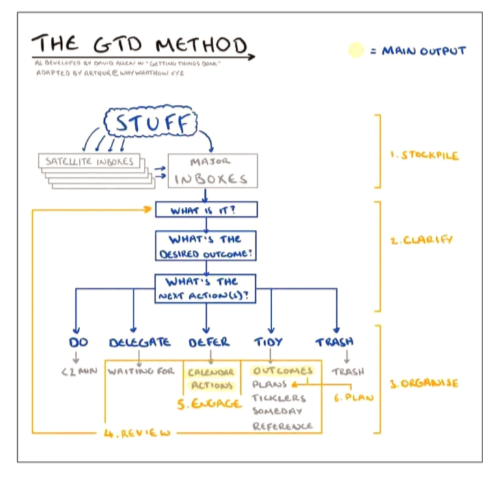 THE GTD METHOD
AS DEVELOPED BY DAVID ALLEN IN "GETTING THINGS DONE"
ADAPTED BY ARTHUR@WHYWHATHOW.XYZ
= MAIN OUTPUT
STUFF
SATELLITE INBOXES
MAJOR
INBOXES
1. STOCKPILE
WHAT IS IT?
WHAT'S THE
DESIRED OUTCOME?
2. CLARIFY
WHAT'S THE
NEXT ACTION(S)?
DO DELEGATE DEFER TIDY TRASH
<2 MIN WAITING FOR CALENDAR OUTCOMES TRASH
ACTIONS PLANS
3. ORGANISE
5. ENGAGE TICKLERS 6. PLAN
SOMEDAY
4. REVIEW REFERENCE